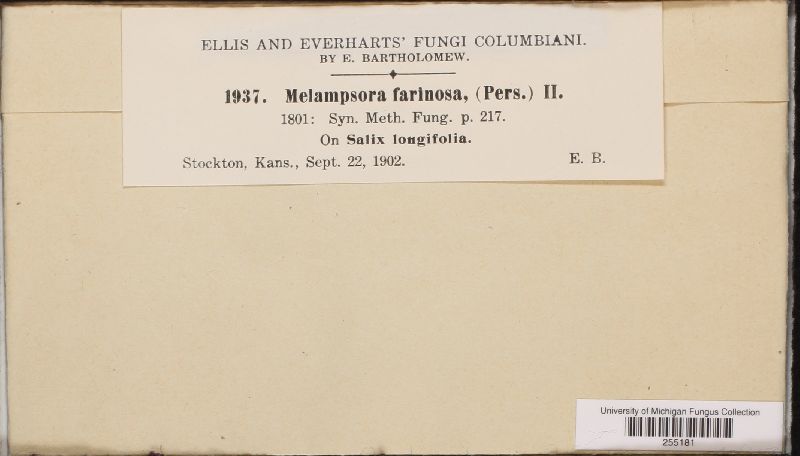 ELLIS AND EVERHARTS' FUNGI COLUMBIANI.
BY E. BARTHOLOMEW.
1937. Melampsora farinosa, (Pers.) II.
1801: Syn. Meth. Fung. p. 217.
On Salix longifolia.
Stockton, Kans., Sept. 22, 1902. E. B.
University of Michigan Fungus Collection
255181